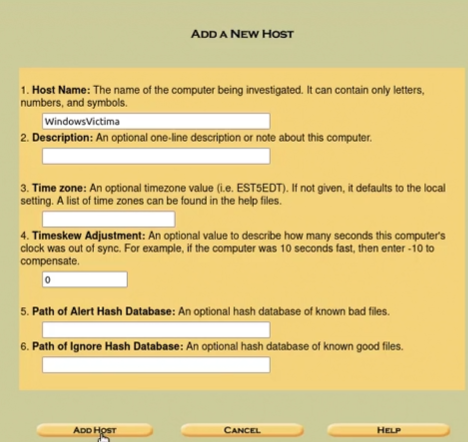 ADD A NEW HOST
1. Host Name: The name of the computer being investigated. It can contain only letters,
numbers, and symbols.
WindowsVictima
2. Description: An optional one-line description or note about this computer.
3. Time zone: An optional timezone value (i.e. EST5EDT). If not given, it defaults to the local
setting. A list of time zones can be found in the help files.
4. Timeskew Adjustment: An optional value to describe how many seconds this computer's
clock was out of sync. For example, if the computer was 10 seconds fast, then enter -10 to
compensate.
0
5. Path of Alert Hash Database: An optional hash database of known bad files.
6. Path of Ignore Hash Database: An optional hash database of known good files.
ADD HOST CANCEL HELP